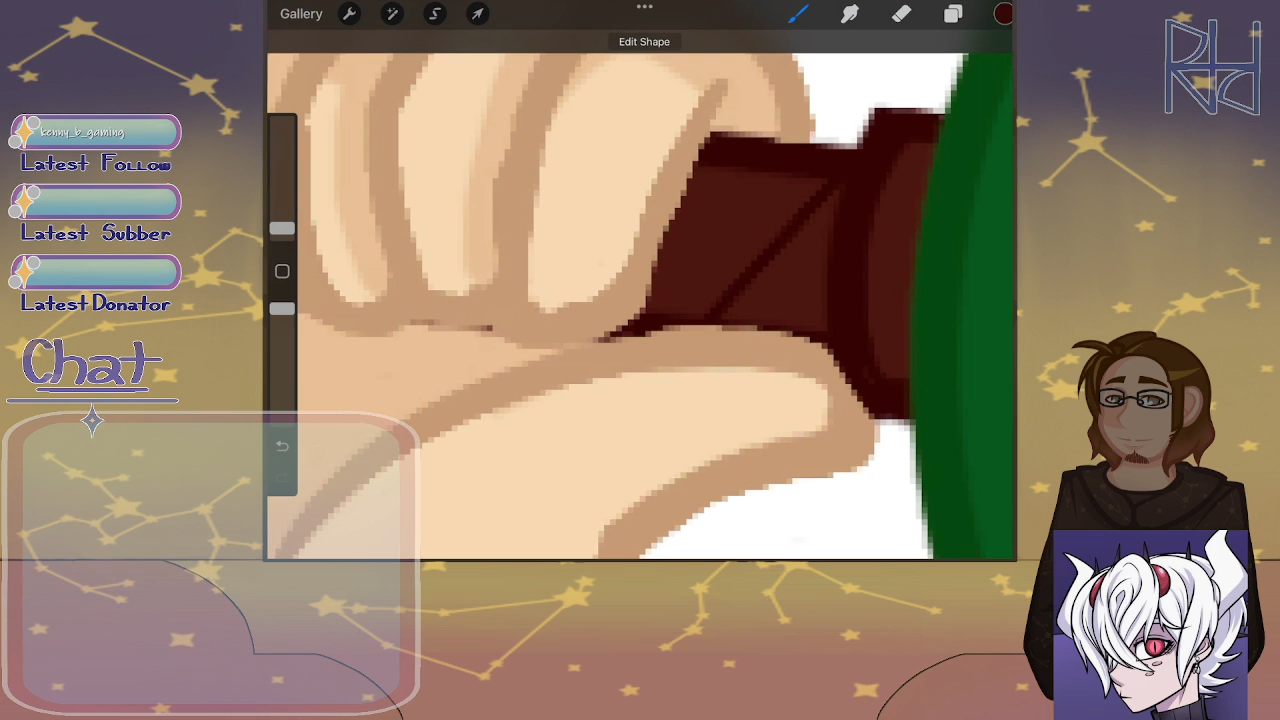 Gallery
Edit Shape
kenny_b_gaming
Latest Follow
Latest Subber
Latest Donator
Chat